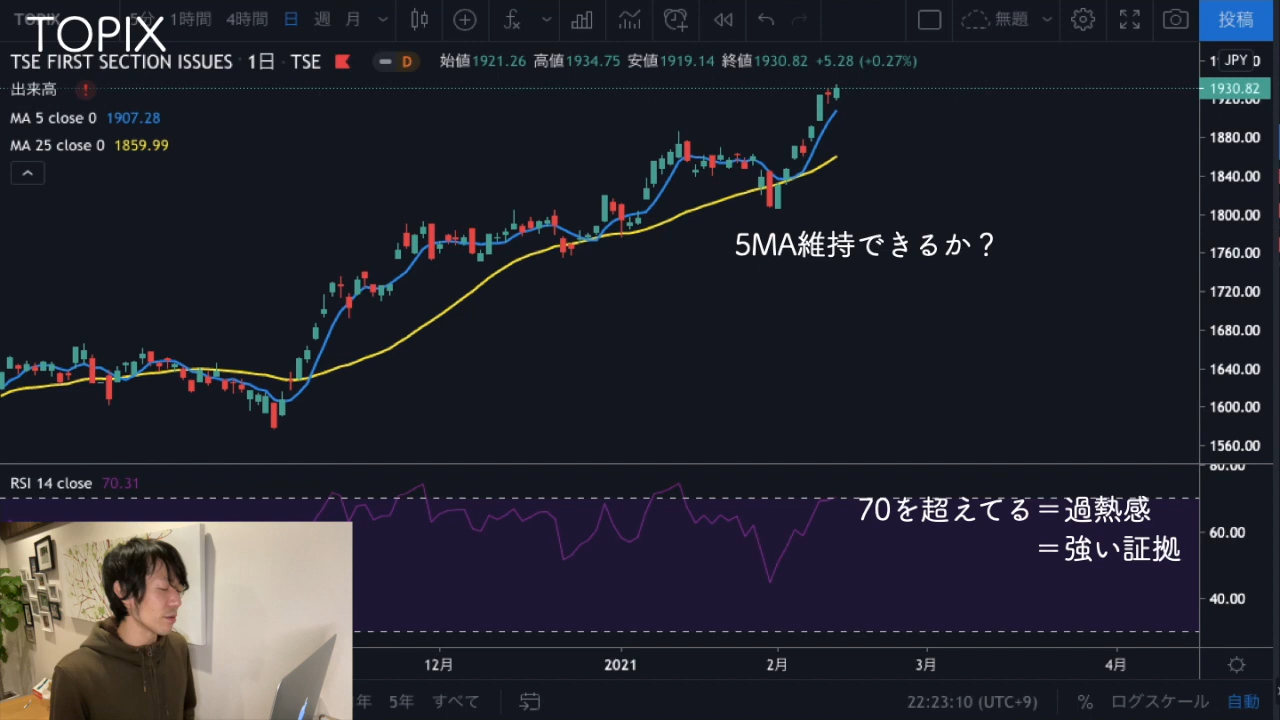 TOPIX
5分 1時間 4時間 日 週 月
無題
投稿
TSE FIRST SECTION ISSUES · 1日 · TSE
D 始値1921.26 高値1934.75 安値1919.14 終値1930.82 +5.28 (+0.27%)
JPY
出来高 !
1930.82
1920.00
MA 5 close 0 1907.28
1880.00
MA 25 close 0 1859.99
1840.00
1800.00
5MA維持できるか？
1760.00
1720.00
1680.00
1640.00
1600.00
1560.00
80.00
RSI 14 close 70.31
70を超えてる＝過熱感
＝強い証拠
60.00
40.00
12月 2021 2月 3月 4月
年 5年 すべて
22:23:10 (UTC+9) % ログスケール 自動